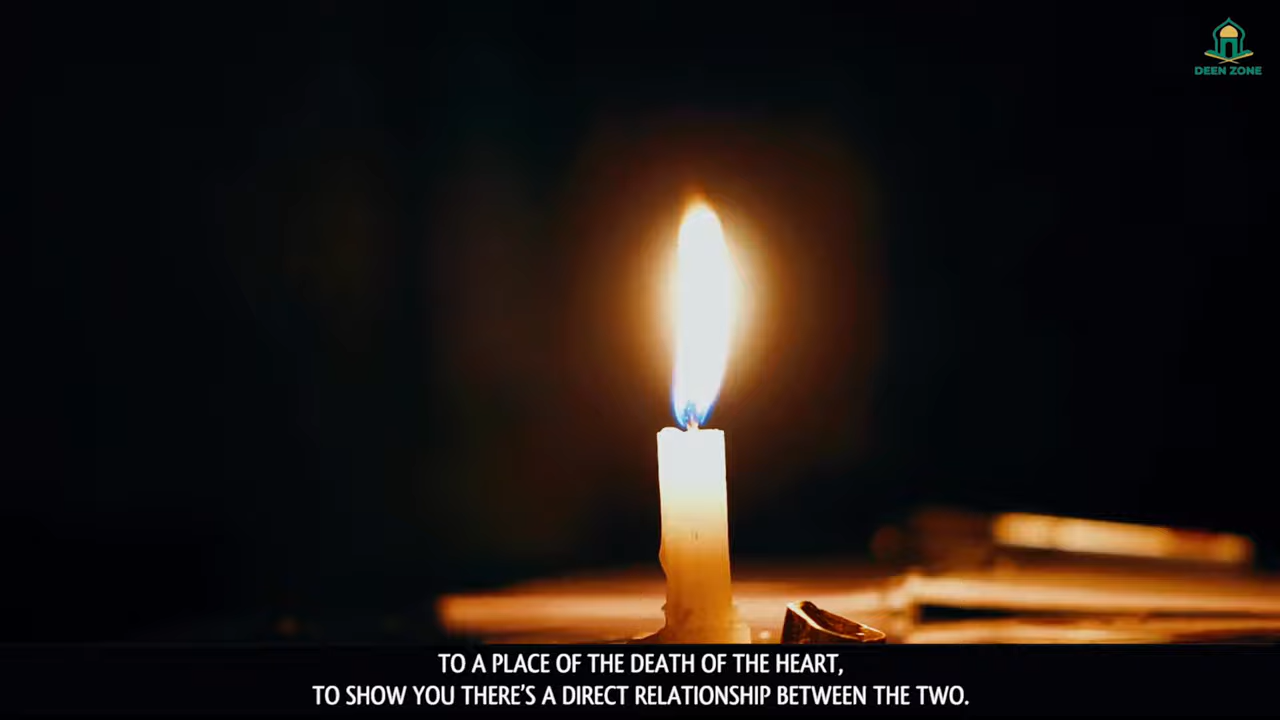 DEEN ZONE
TO A PLACE OF THE DEATH OF THE HEART,
TO SHOW YOU THERE'S A DIRECT RELATIONSHIP BETWEEN THE TWO.